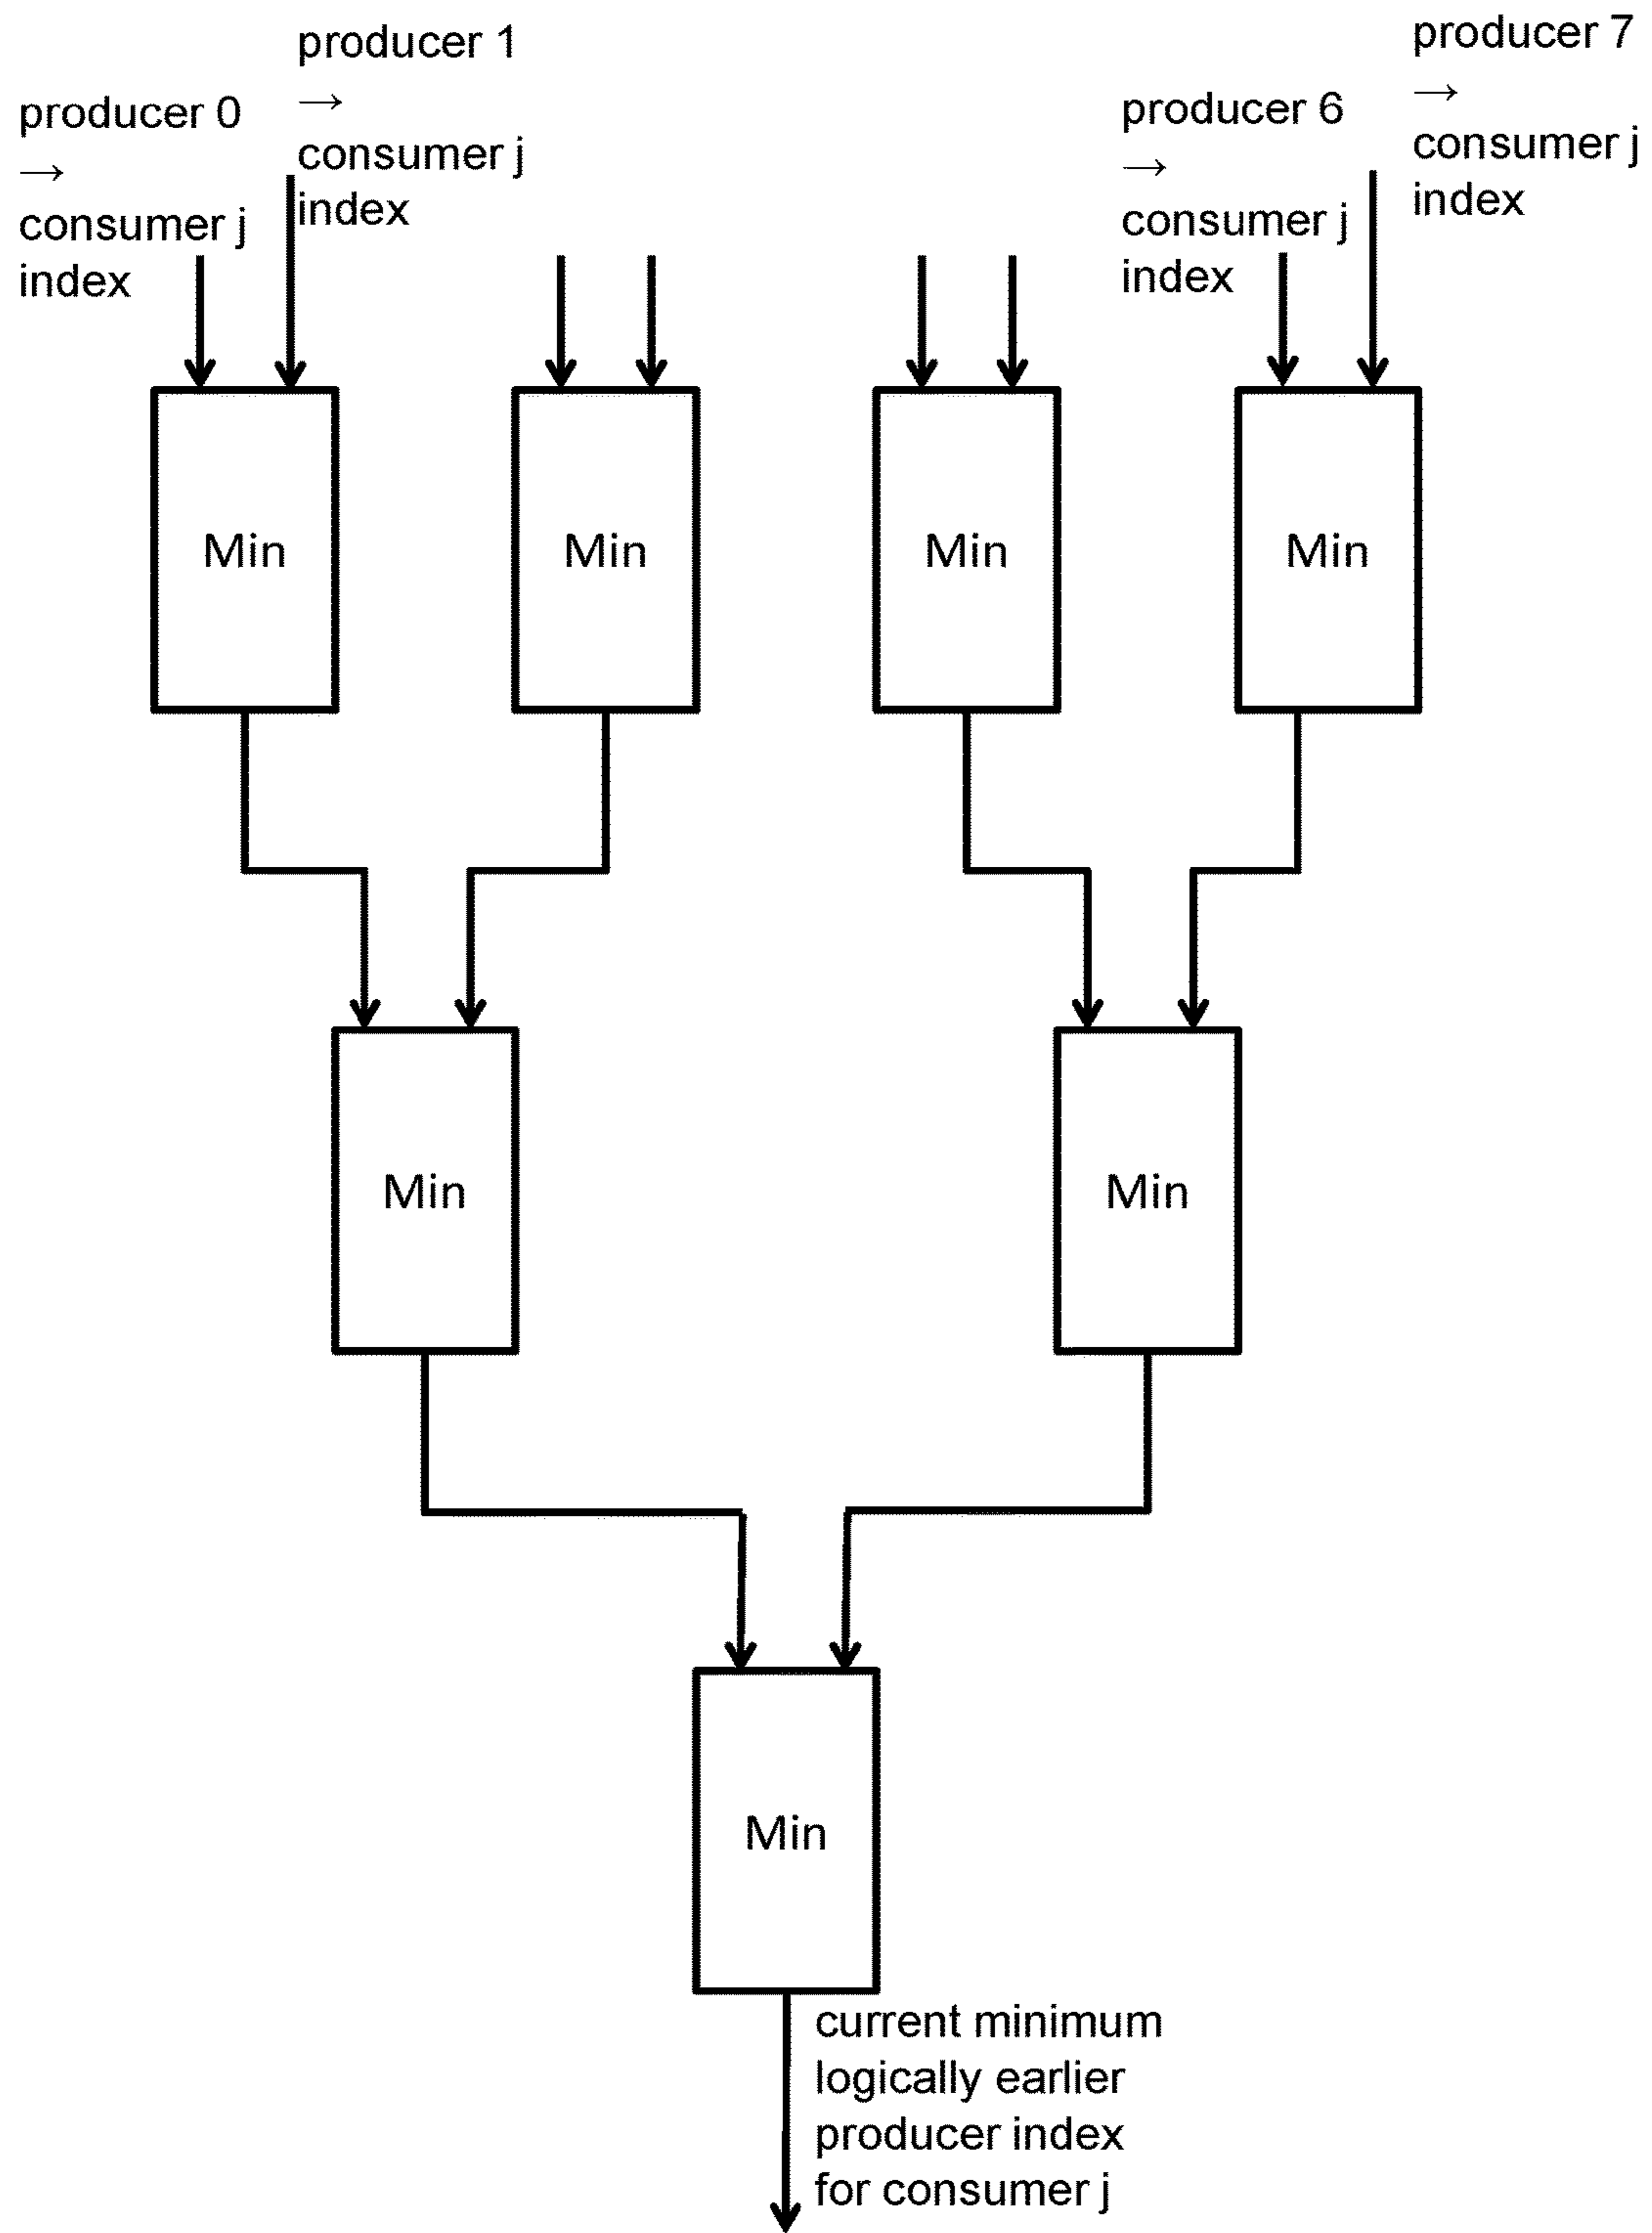 producer 0
→
consumer j
index
producer 1
→
consumer j
index
producer 6
→
consumer j
index
producer 7
→
consumer j
index
Min
Min
Min
Min
Min
Min
Min
current minimum
logically earlier
producer index
for consumer j